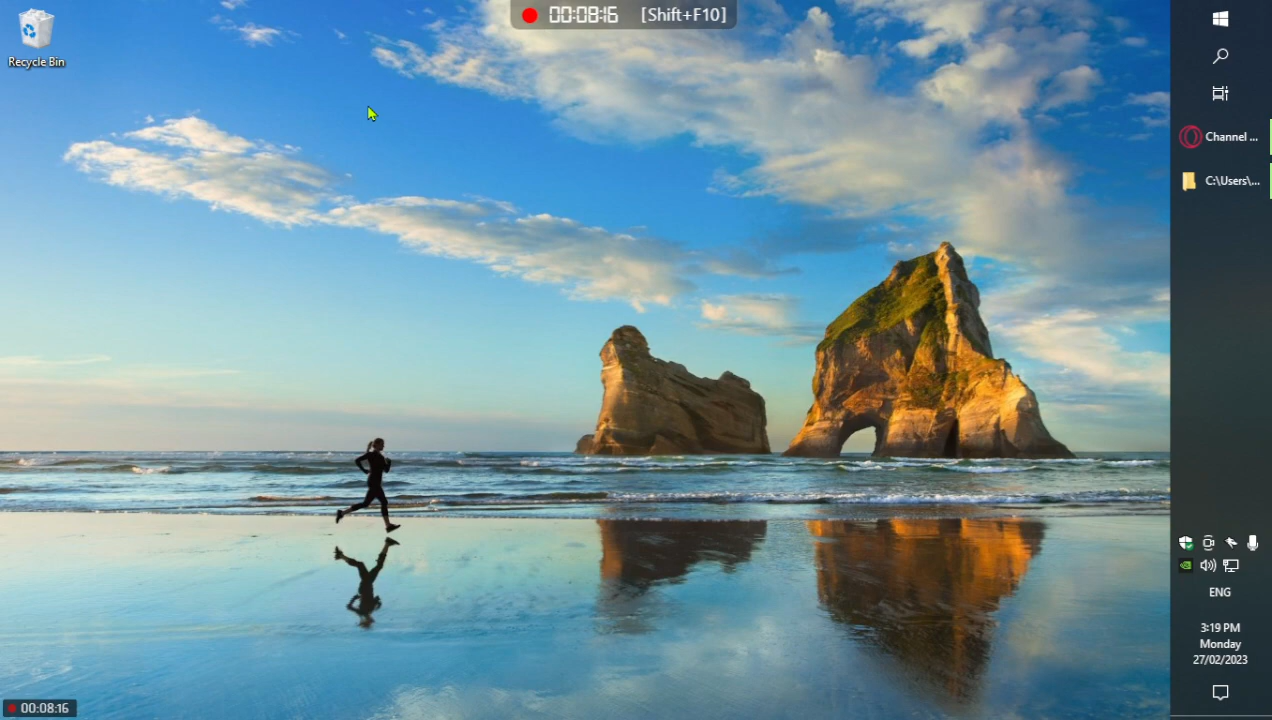 00:08:16 [Shift+F10]
Recycle Bin
Channel ...
C:\Users\...
ENG
3:19 PM
Monday
27/02/2023
00:08:16